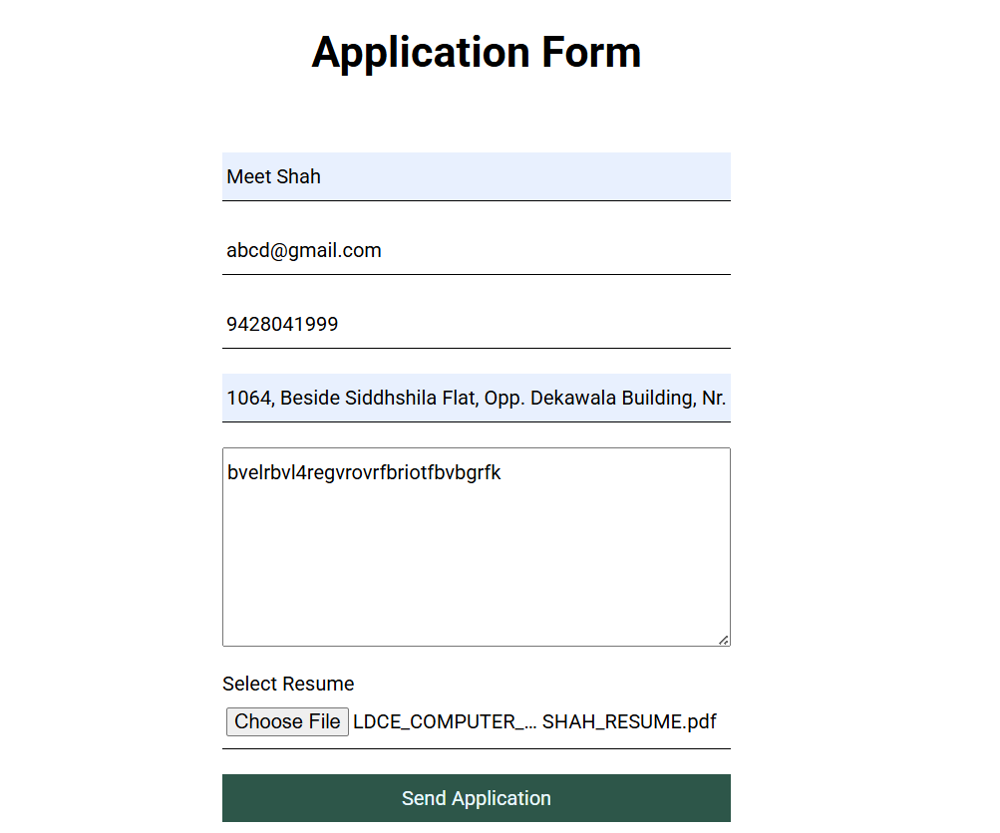 Application Form
Meet Shah
abcd@gmail.com
9428041999
1064, Beside Siddhshila Flat, Opp. Dekawala Building, Nr.
bvelrbvl4regvrovrfbriotfbvbgrfk
Select Resume
Choose File LDCE_COMPUTER_... SHAH_RESUME.pdf
Send Application